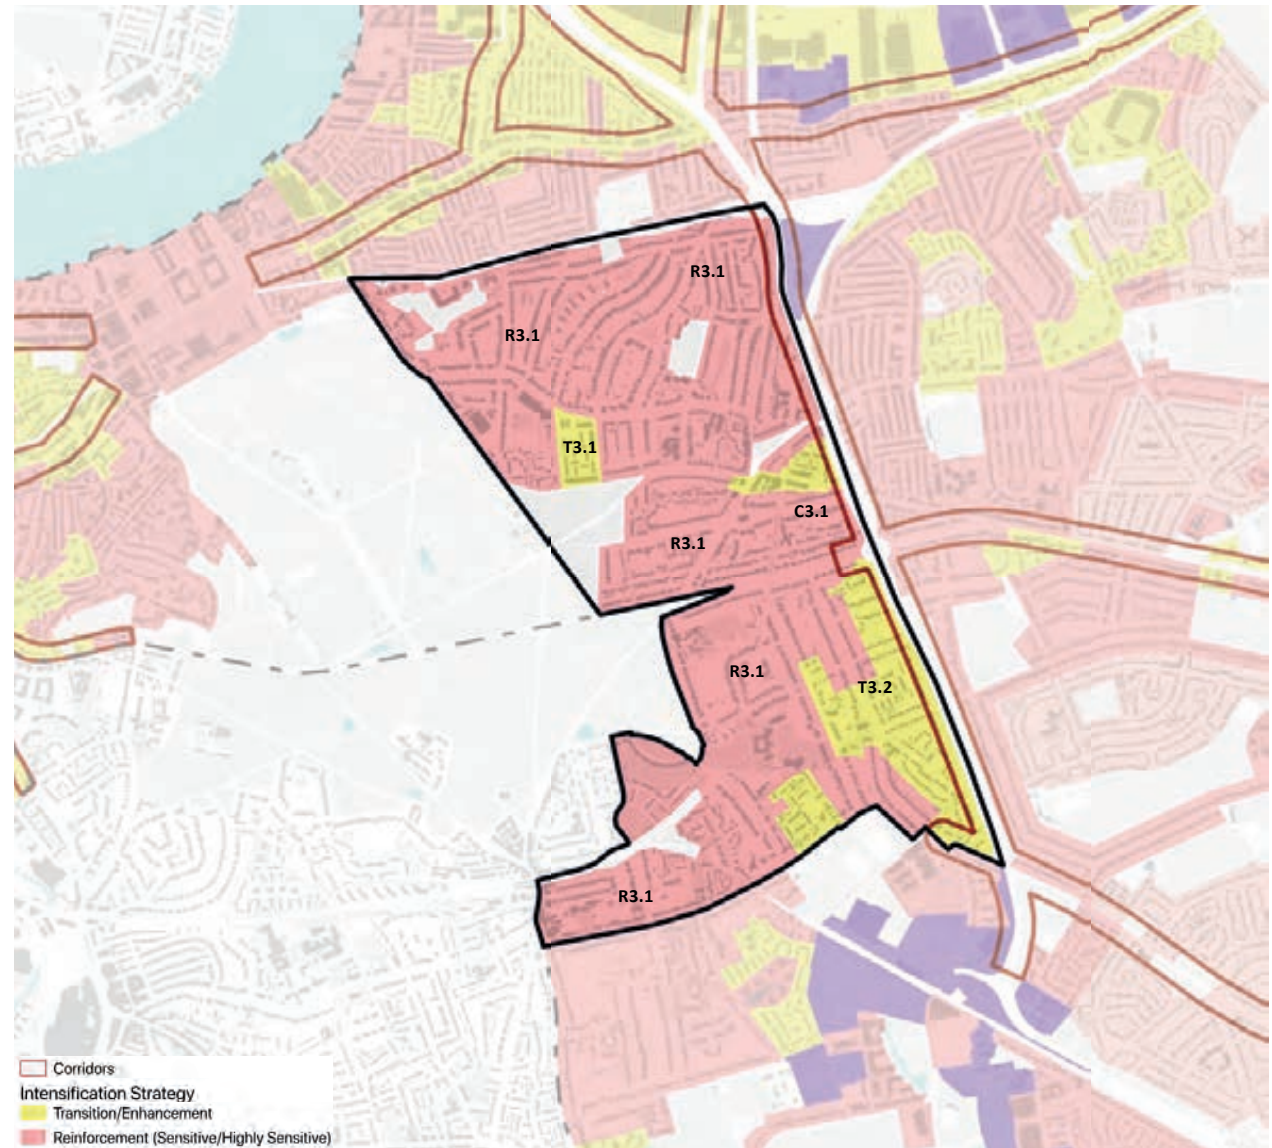 R3.1
R3.1
T3.1
C3.1
R3.1
R3.1
T3.2
R3.1
Corridors
Intensification Strategy
Transition/Enhancement
Reinforcement (Sensitive/Highly Sensitive)